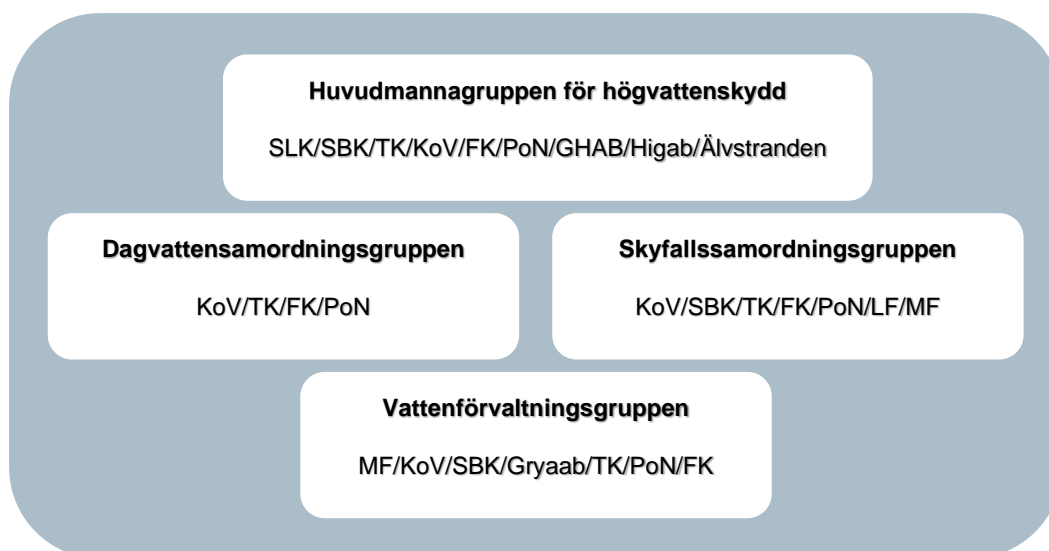 Huvudmannagruppen för högvattenskydd
SLK/SBK/TK/KoV/FK/PoN/GHAB/Higab/Älvstranden
Dagvattensamordningsgruppen
KoV/TK/FK/PoN
Skyfallssamordningsgruppen
KoV/SBK/TK/FK/PoN/LF/MF
Vattenförvaltningsgruppen
MF/KoV/SBK/Gryaab/TK/PoN/FK